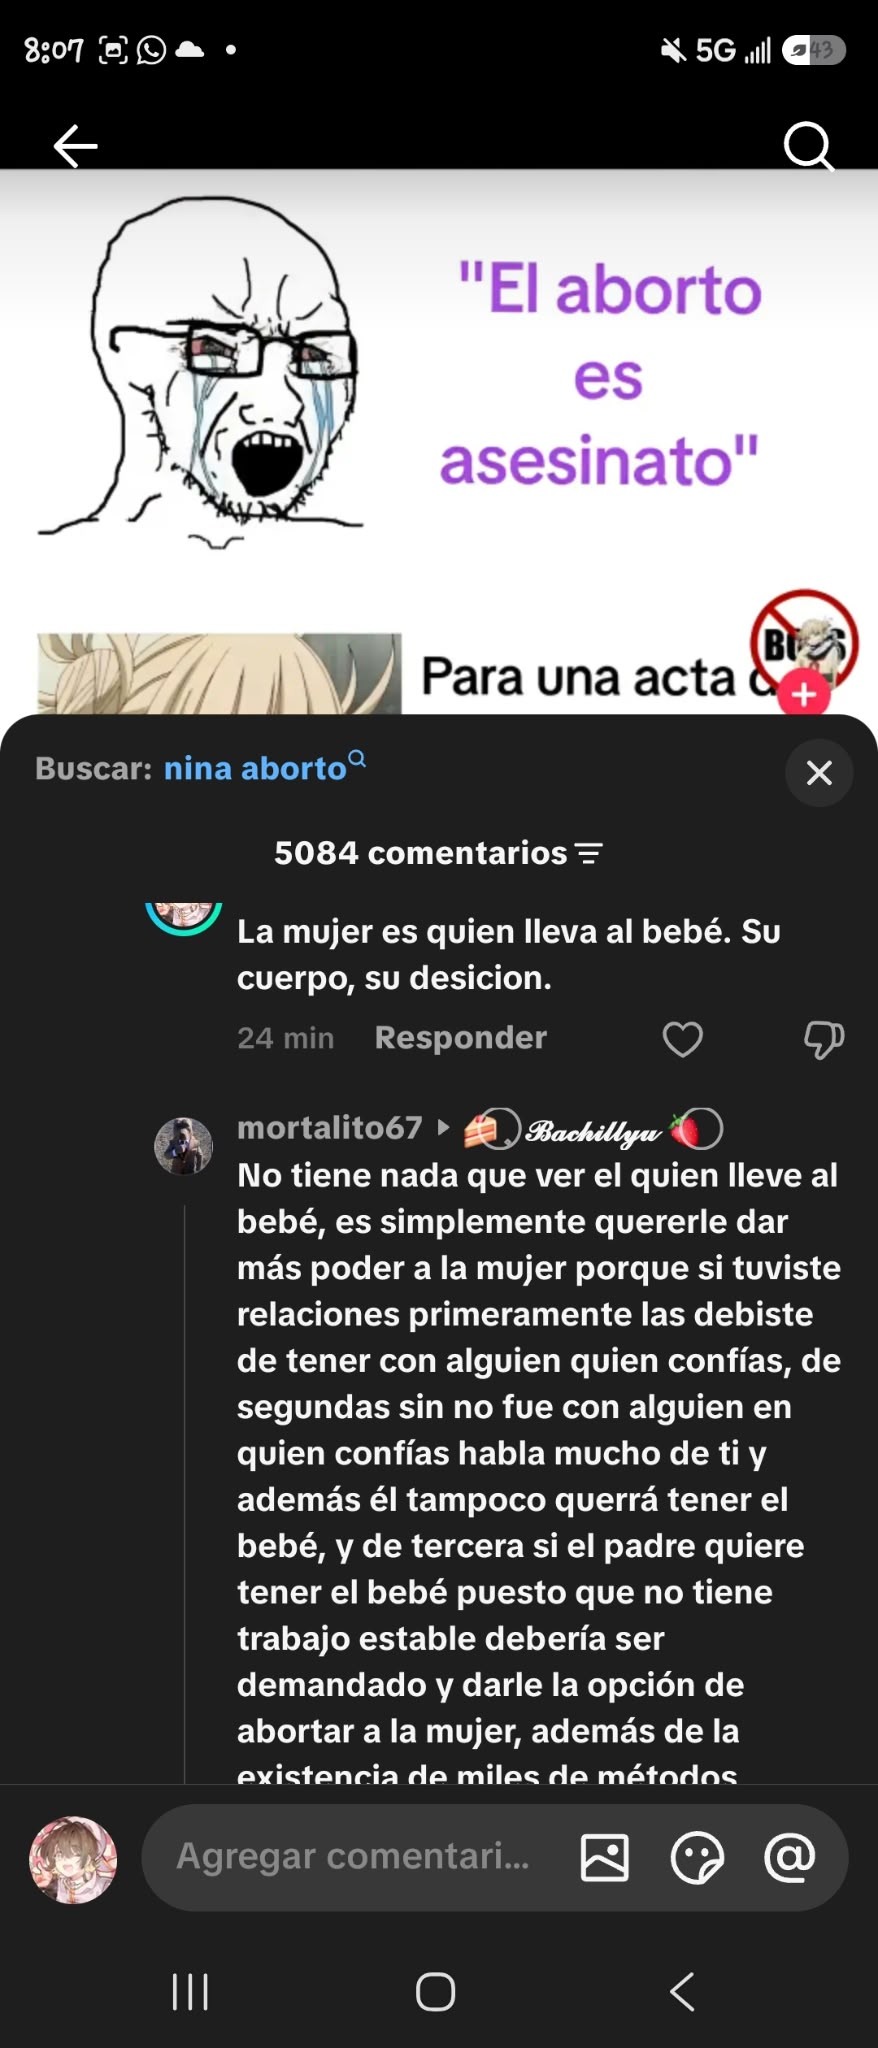 8:07
5G
43
"El aborto
es
asesinato"
Para una acta
Buscar: nina aborto
5084 comentarios
La mujer es quien lleva al bebé. Su
cuerpo, su desicion.
24 min Responder
mortalito67 ▸ 🍰 Bachillyu 🍓
No tiene nada que ver el quien lleve al
bebé, es simplemente quererle dar
más poder a la mujer porque si tuviste
relaciones primeramente las debiste
de tener con alguien quien confías, de
segundas sin no fue con alguien en
quien confías habla mucho de ti y
además él tampoco querrá tener el
bebé, y de tercera si el padre quiere
tener el bebé puesto que no tiene
trabajo estable debería ser
demandado y darle la opción de
abortar a la mujer, además de la
existencia de miles de métodos
Agregar comentari...